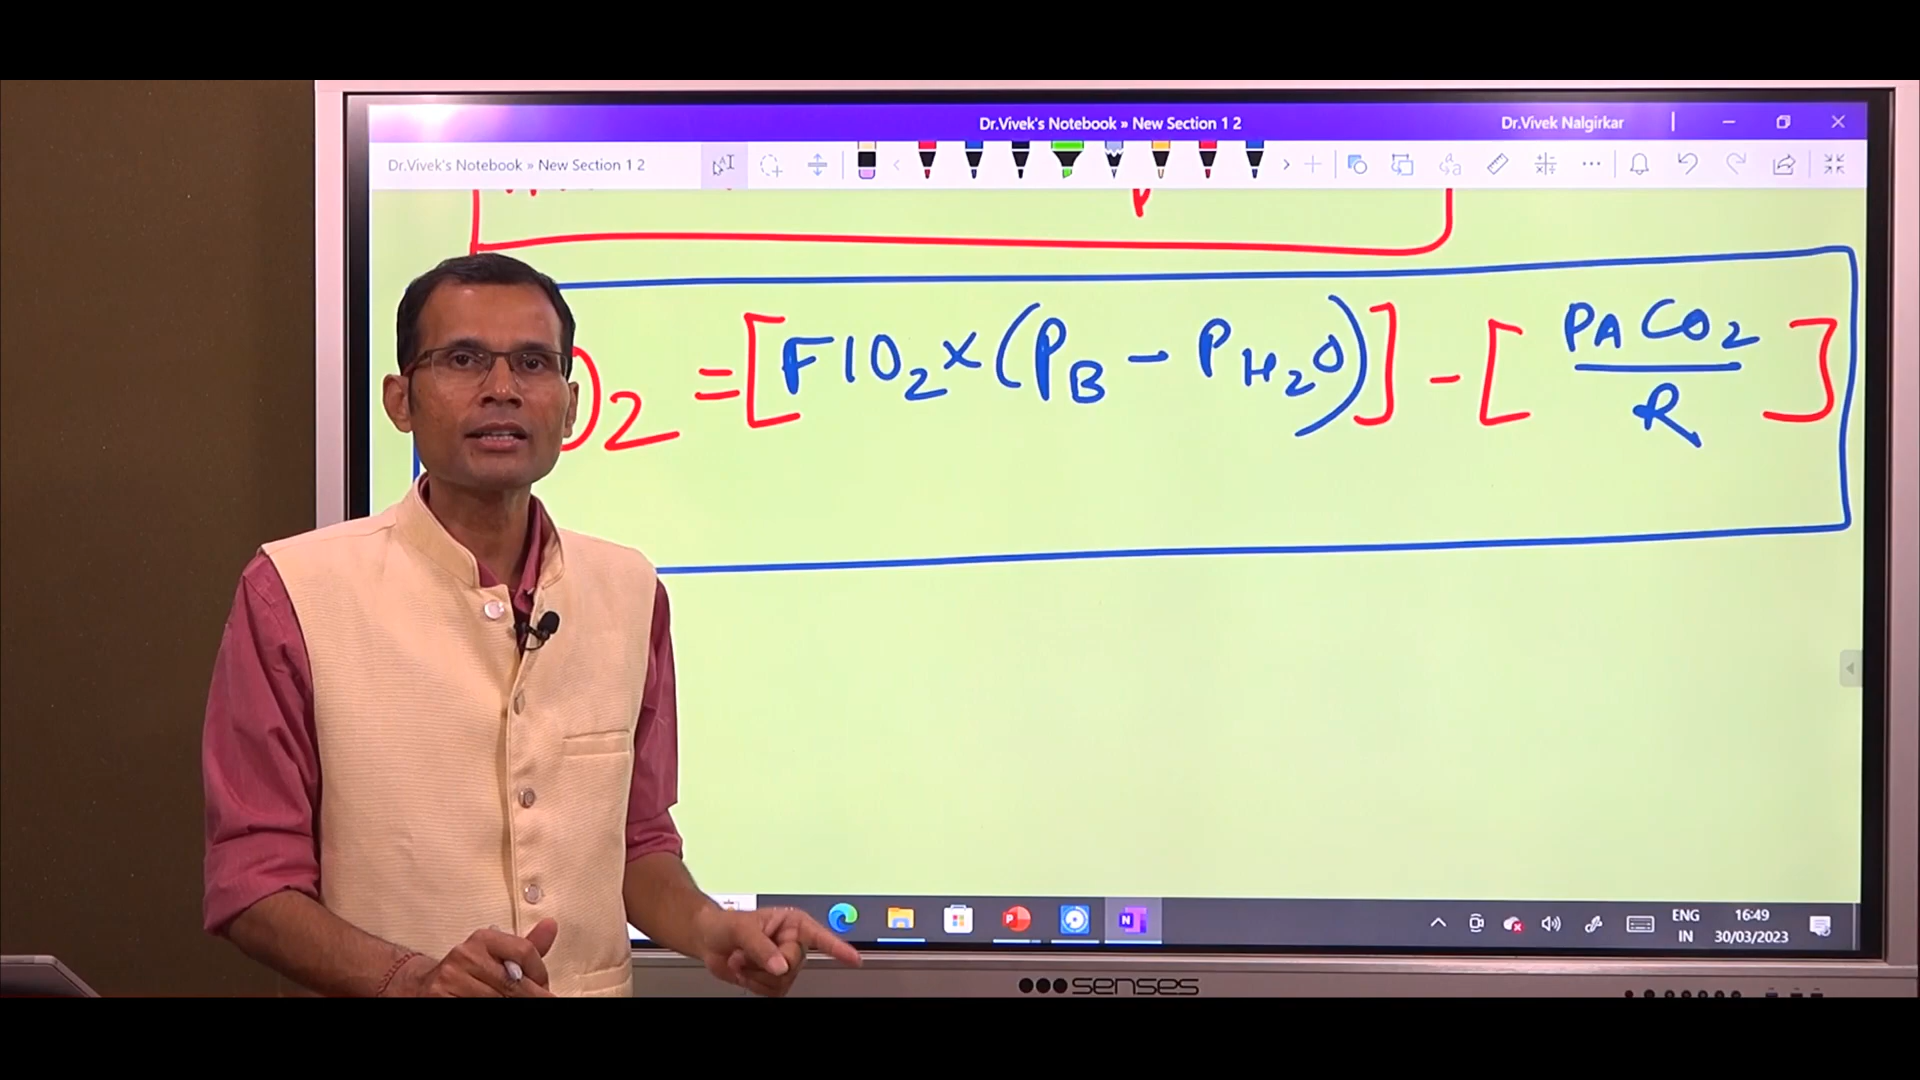 Dr.Vivek's Notebook » New Section 1 2
Dr.Vivek Nalgirkar
Dr.Vivek's Notebook » New Section 1 2
O2 = [FIO2 × (PB - PH2O)] - [PACO2 / R]
ENG
IN
16:49
30/03/2023
senses